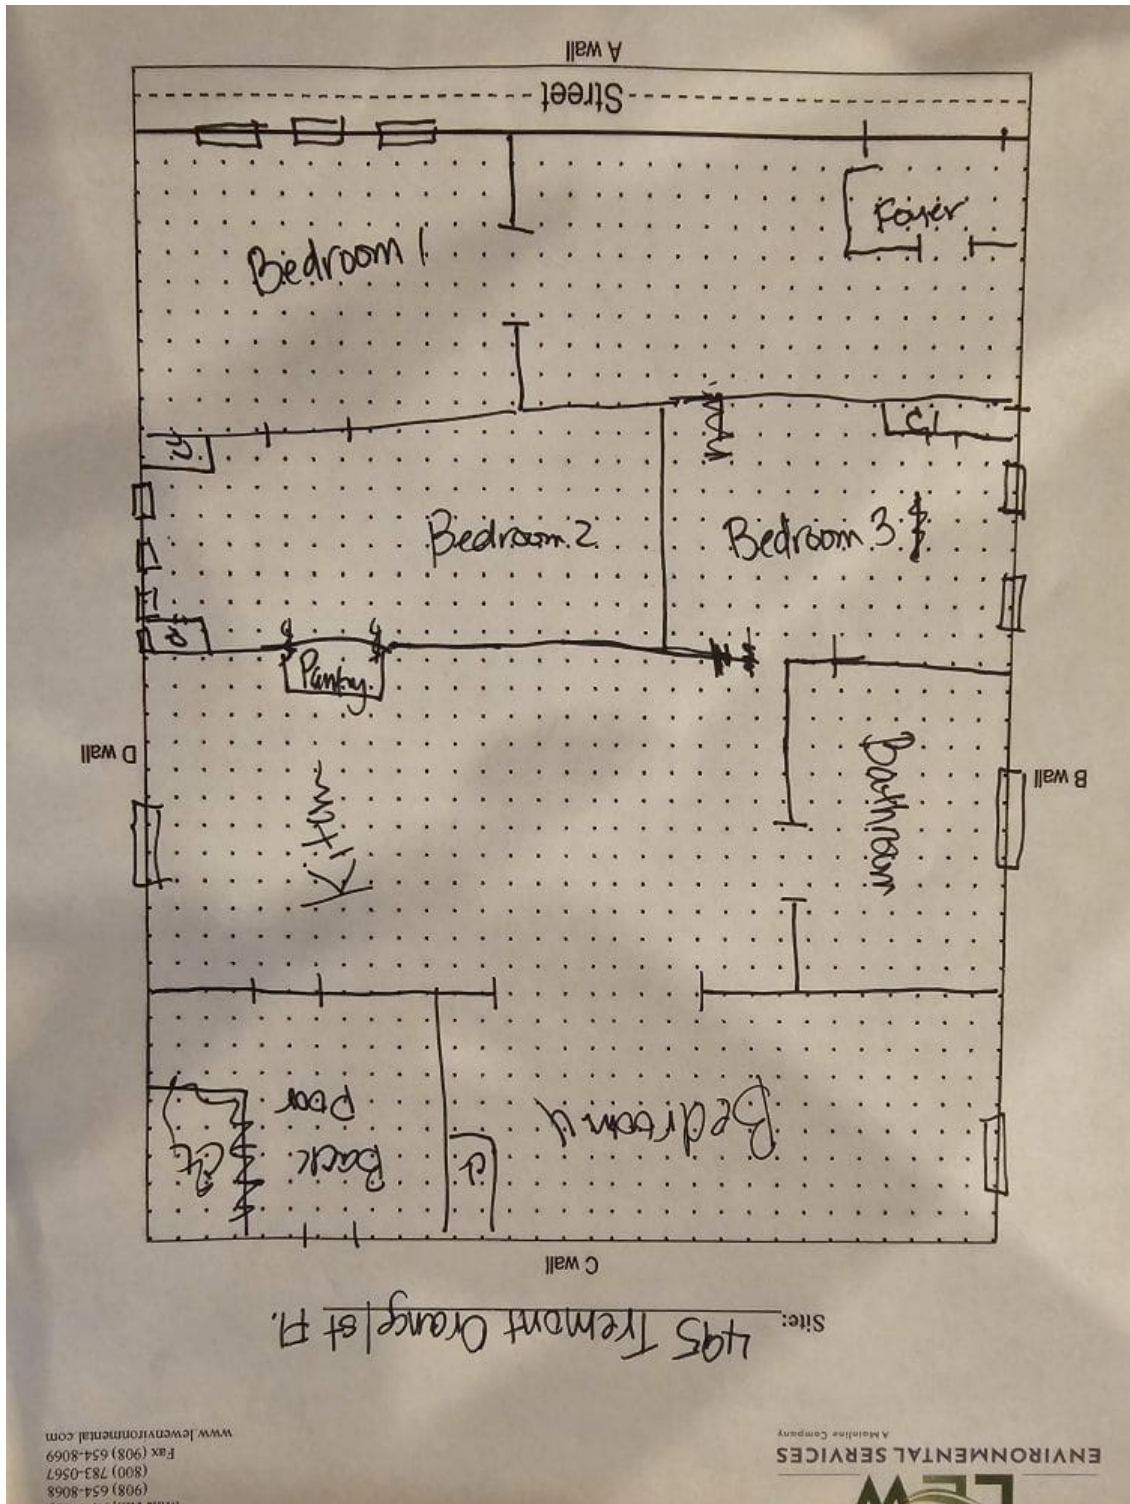 A wall
Street
Foyer
Bedroom 1
Cl
Cl
Bedroom 2
Bedroom 3
Cl
Pantry
D wall
B wall
Kitchen
Bathroom
Back
Door
Cl
Cl
Bedroom 4
C wall
Site: 495 Tremont Orange 1st Fl.
LEW
ENVIRONMENTAL SERVICES
A Mainline Company
(908) 654-8068
(800) 783-0567
Fax (908) 654-8069
www.lewenvironmental.com